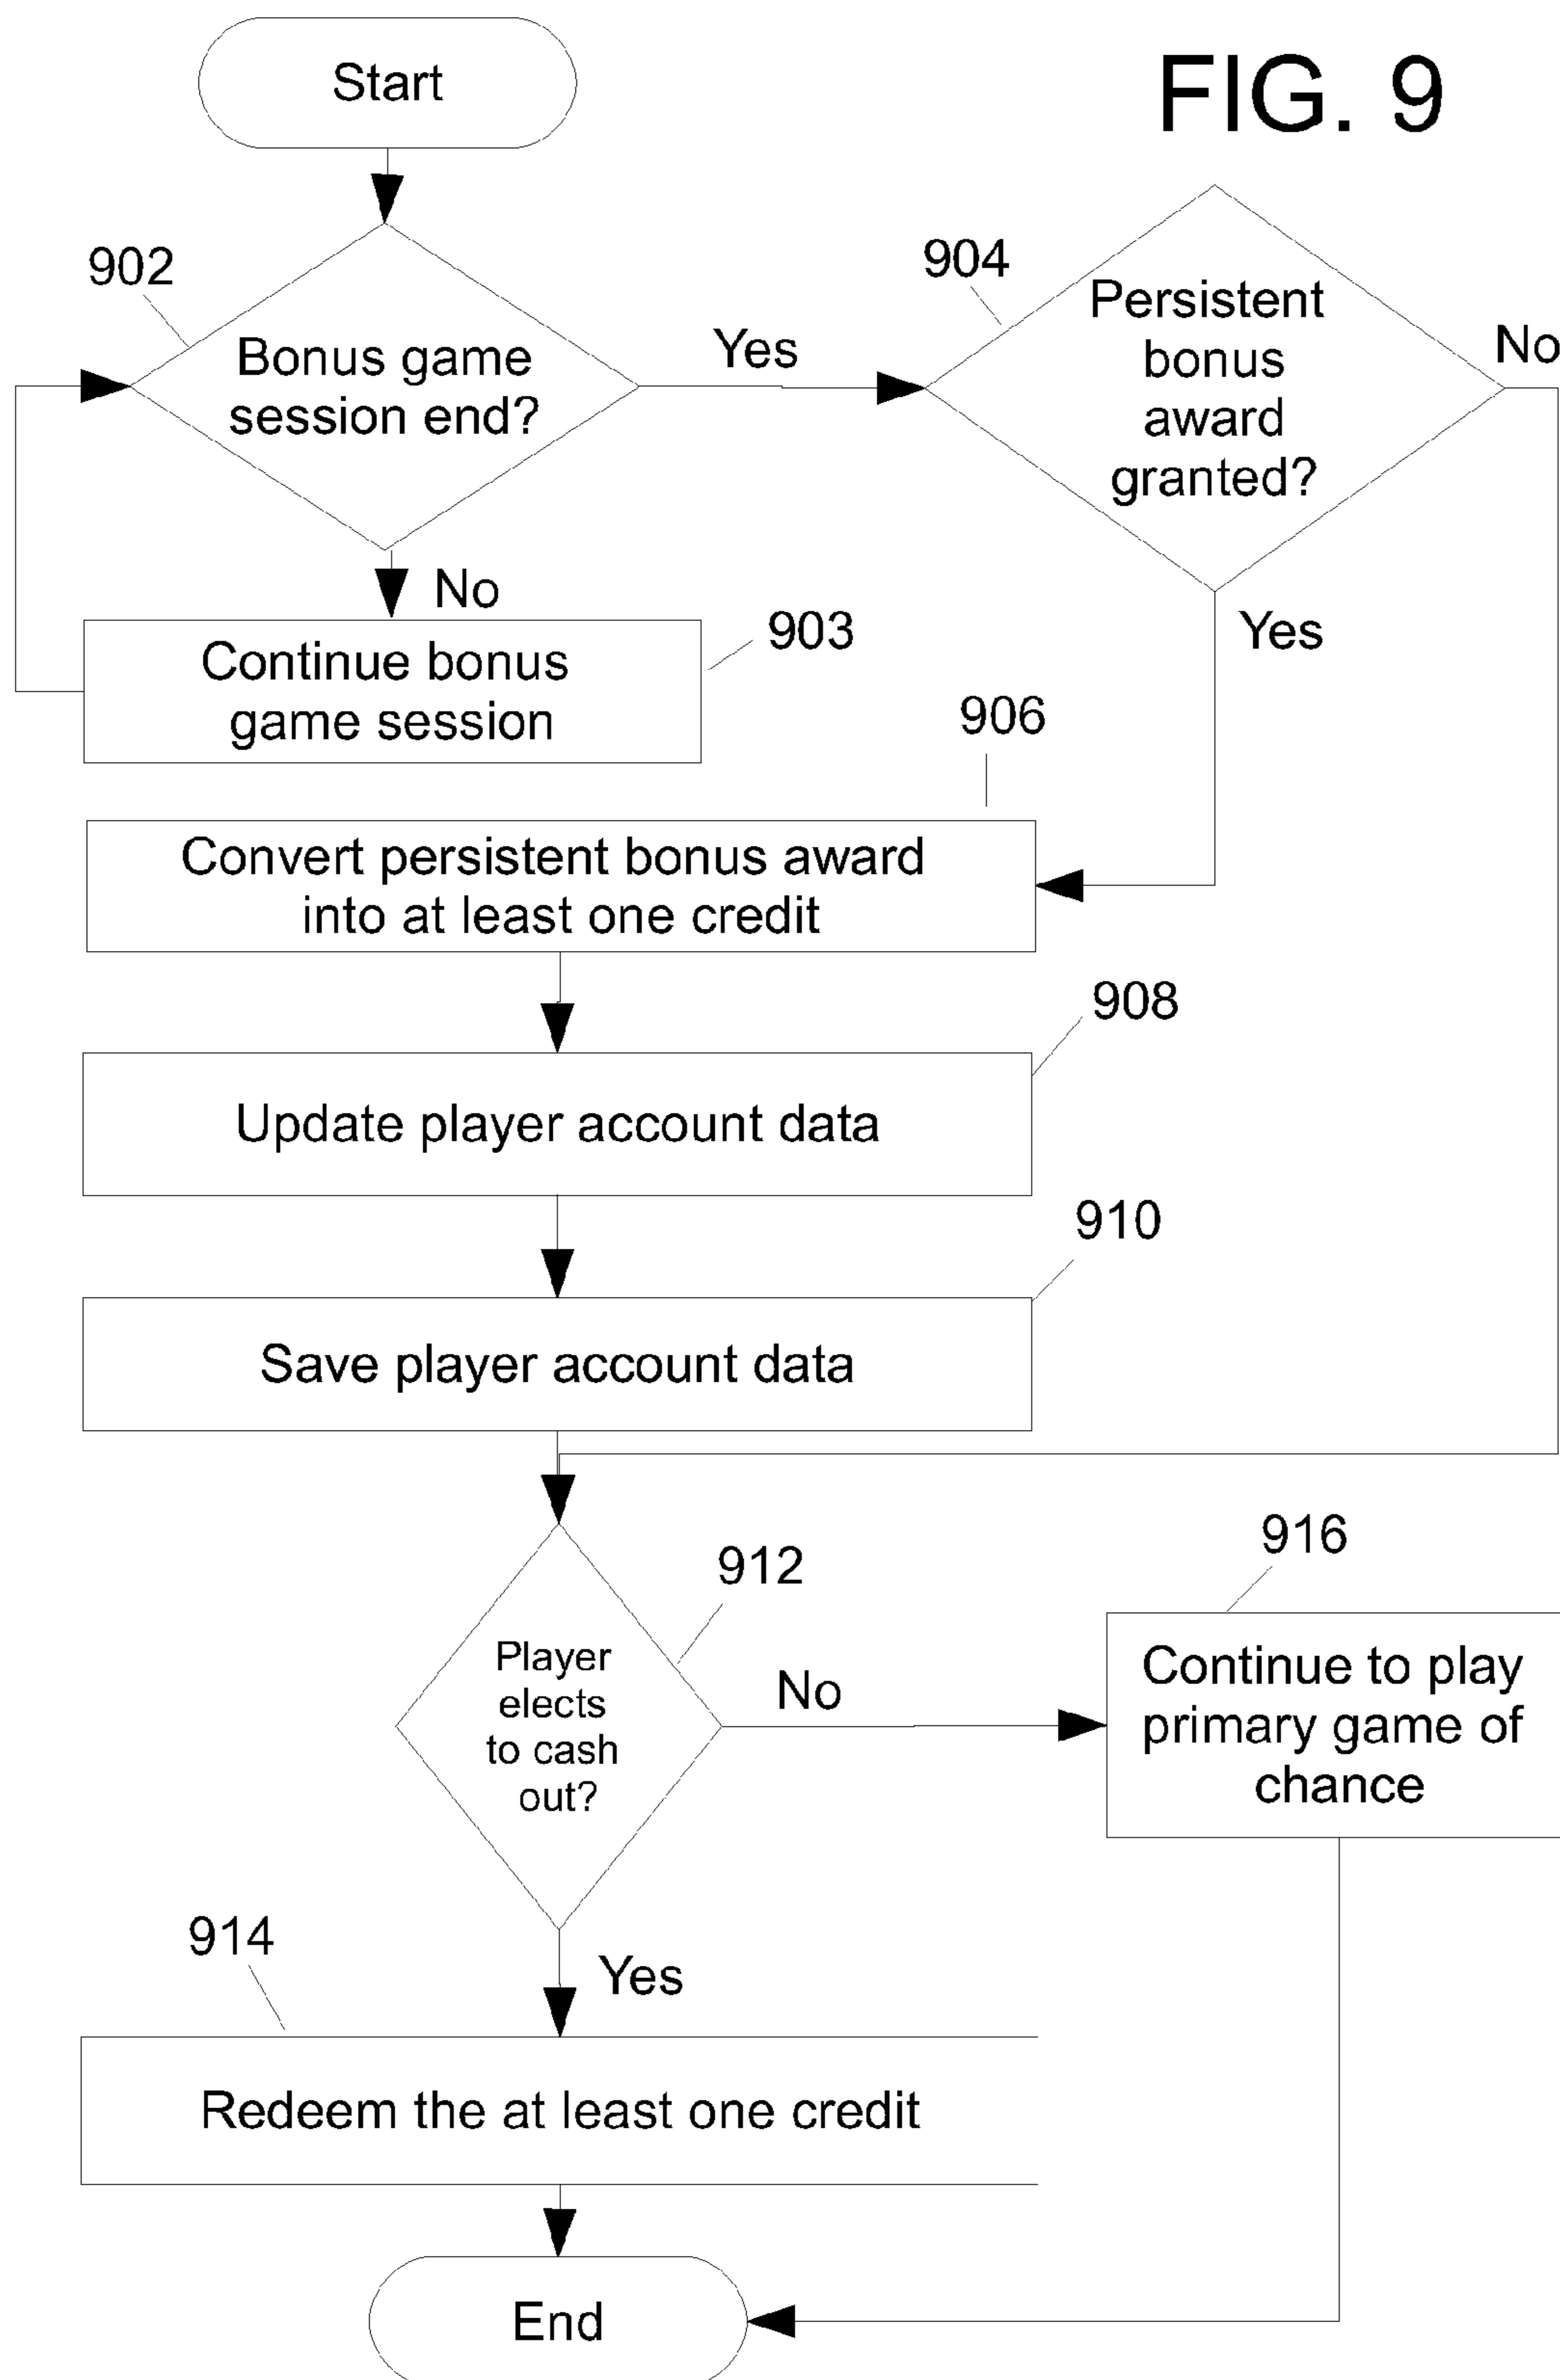 Start
FIG. 9
902
Bonus game
session end?
Yes
904
Persistent
bonus
award
granted?
No
No
903
Continue bonus
game session
Yes
906
Convert persistent bonus award
into at least one credit
908
Update player account data
910
Save player account data
912
Player
elects
to cash
out?
No
916
Continue to play
primary game of
chance
914
Yes
Redeem the at least one credit
End